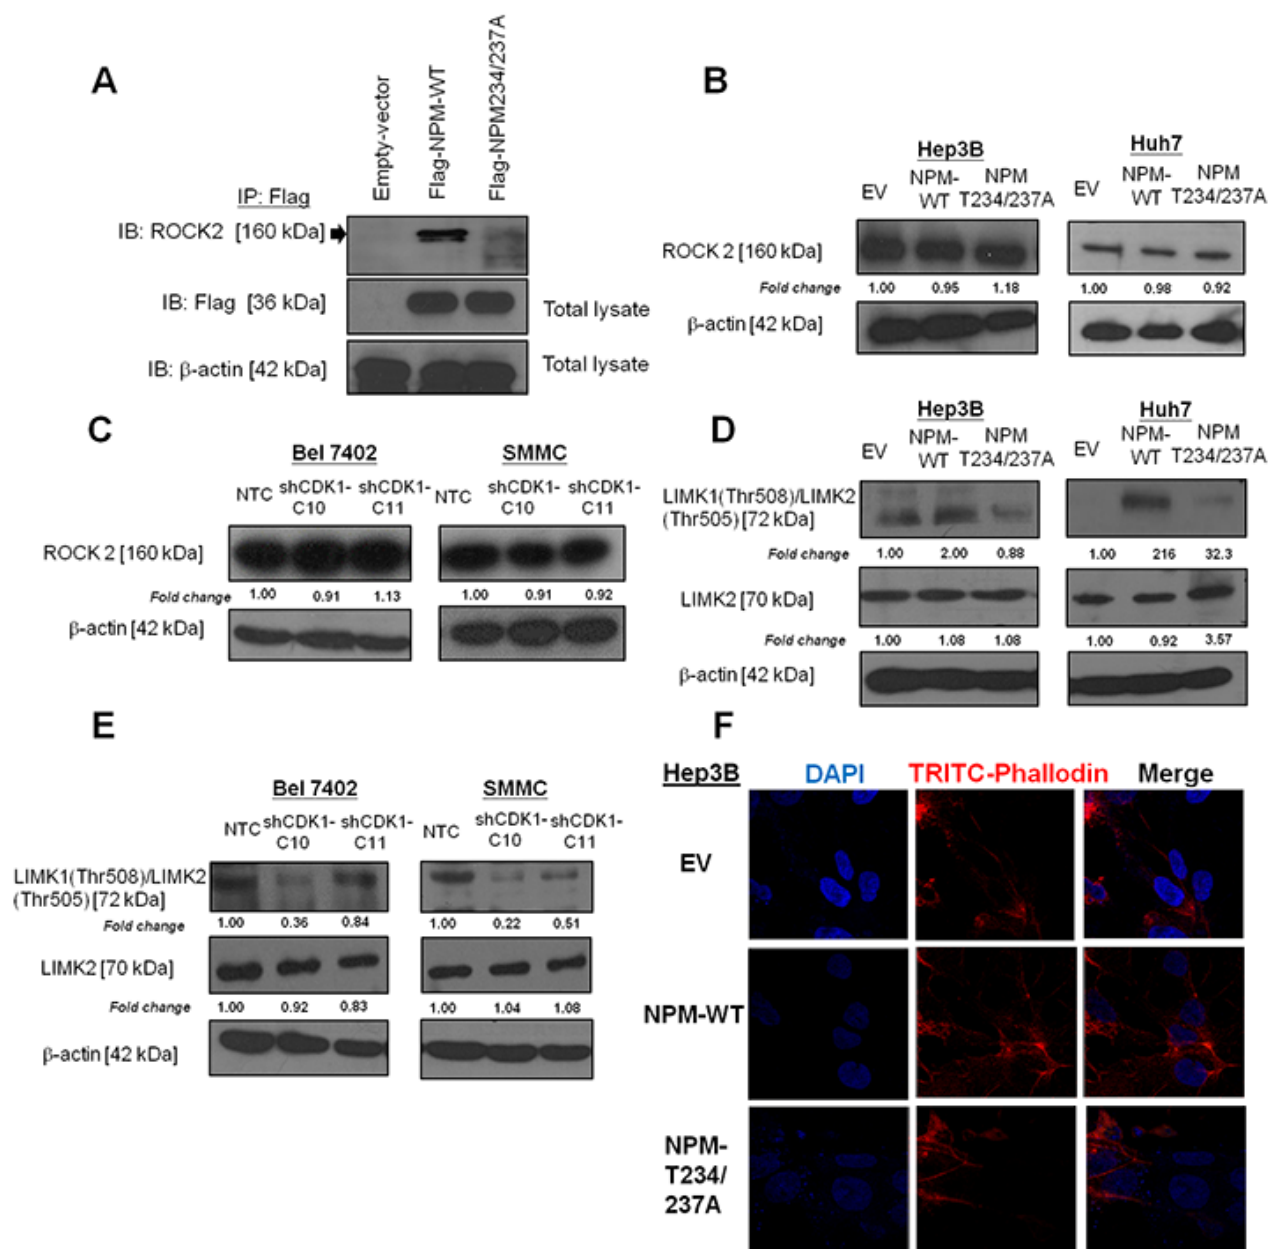 A
Empty-vector
Flag-NPM-WT
Flag-NPM234/237A
IP: Flag
IB: ROCK2 [160 kDa]
IB: Flag [36 kDa]
Total lysate
IB: β-actin [42 kDa]
Total lysate
B
Hep3B
Huh7
EV
NPM-
WT
NPM
T234/237A
EV
NPM-
WT
NPM
T234/237A
ROCK 2 [160 kDa]
Fold change
1.00 0.95 1.18
1.00 0.98 0.92
β-actin [42 kDa]
C
Bel 7402
SMMC
NTC
shCDK1-
C10
shCDK1-
C11
NTC
shCDK1-
C10
shCDK1-
C11
ROCK 2 [160 kDa]
Fold change
1.00 0.91 1.13
1.00 0.91 0.92
β-actin [42 kDa]
D
Hep3B
Huh7
EV
NPM-
WT
NPM
T234/237A
EV
NPM-
WT
NPM
T234/237A
LIMK1(Thr508)/LIMK2
(Thr505) [72 kDa]
Fold change
1.00 2.00 0.88
1.00 216 32.3
LIMK2 [70 kDa]
Fold change
1.00 1.08 1.08
1.00 0.92 3.57
β-actin [42 kDa]
E
Bel 7402
SMMC
NTC
shCDK1-
C10
shCDK1-
C11
NTC
shCDK1-
C10
shCDK1-
C11
LIMK1(Thr508)/LIMK2
(Thr505) [72 kDa]
Fold change
1.00 0.36 0.84
1.00 0.22 0.51
LIMK2 [70 kDa]
Fold change
1.00 0.92 0.83
1.00 1.04 1.08
β-actin [42 kDa]
F
Hep3B
DAPI
TRITC-Phallodin
Merge
EV
NPM-WT
NPM-
T234/
237A